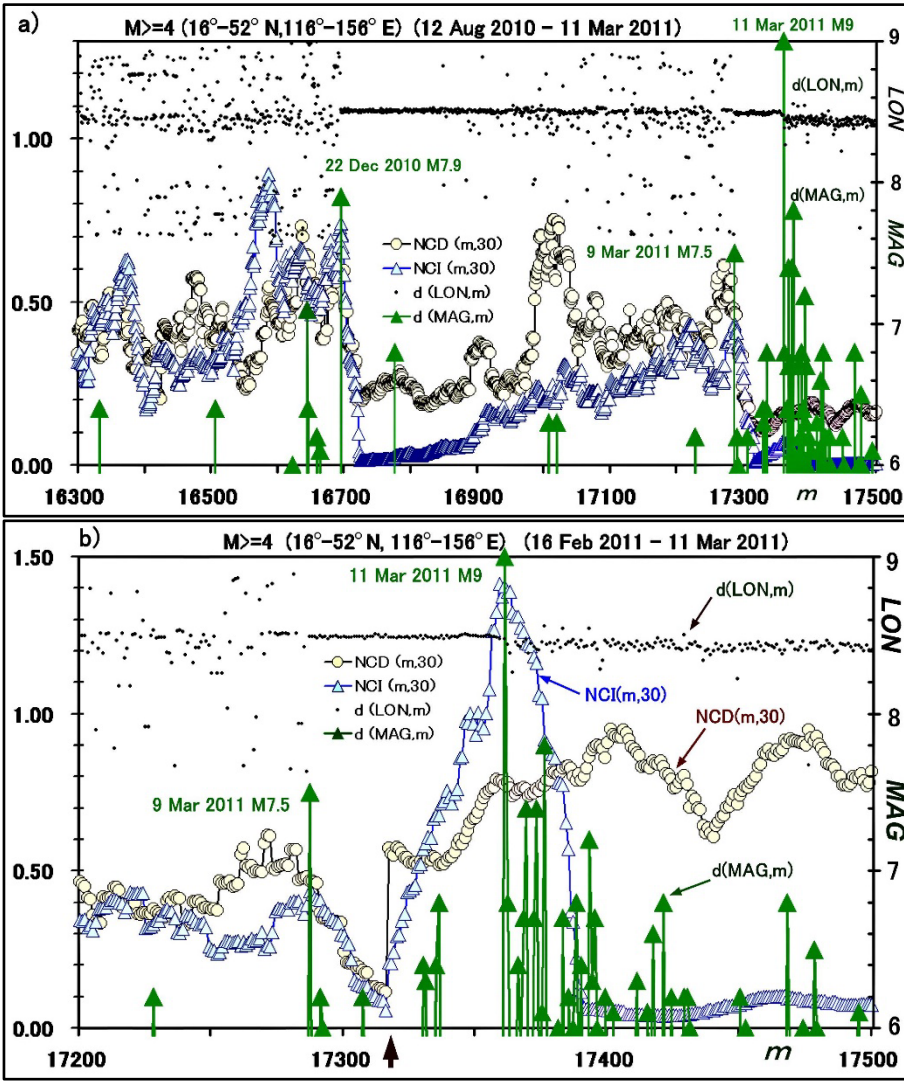 a) M>=4 (16°-52° N,116°-156° E) (12 Aug 2010 - 11 Mar 2011) 11 Mar 2011 M9
9
d(LON,m)
LON
1.00
22 Dec 2010 M7.9
8
d(MAG,m)
NCD (m,30)
NCI (m,30)
9 Mar 2011 M7.5
d (LON,m)
d (MAG,m)
MAG
0.50
7
0.00
6
16300 16500 16700 16900 17100 17300 m 17500
b) M>=4 (16°-52° N, 116°-156° E) (16 Feb 2011 - 11 Mar 2011)
1.50
9
11 Mar 2011 M9
d(LON,m)
LON
NCD (m,30)
NCI (m,30)
NCI(m,30)
d (LON,m)
1.00
NCD(m,30)
8
d (MAG,m)
9 Mar 2011 M7.5
MAG
0.50
7
d(MAG,m)
0.00
6
17200 17300 17400 m 17500